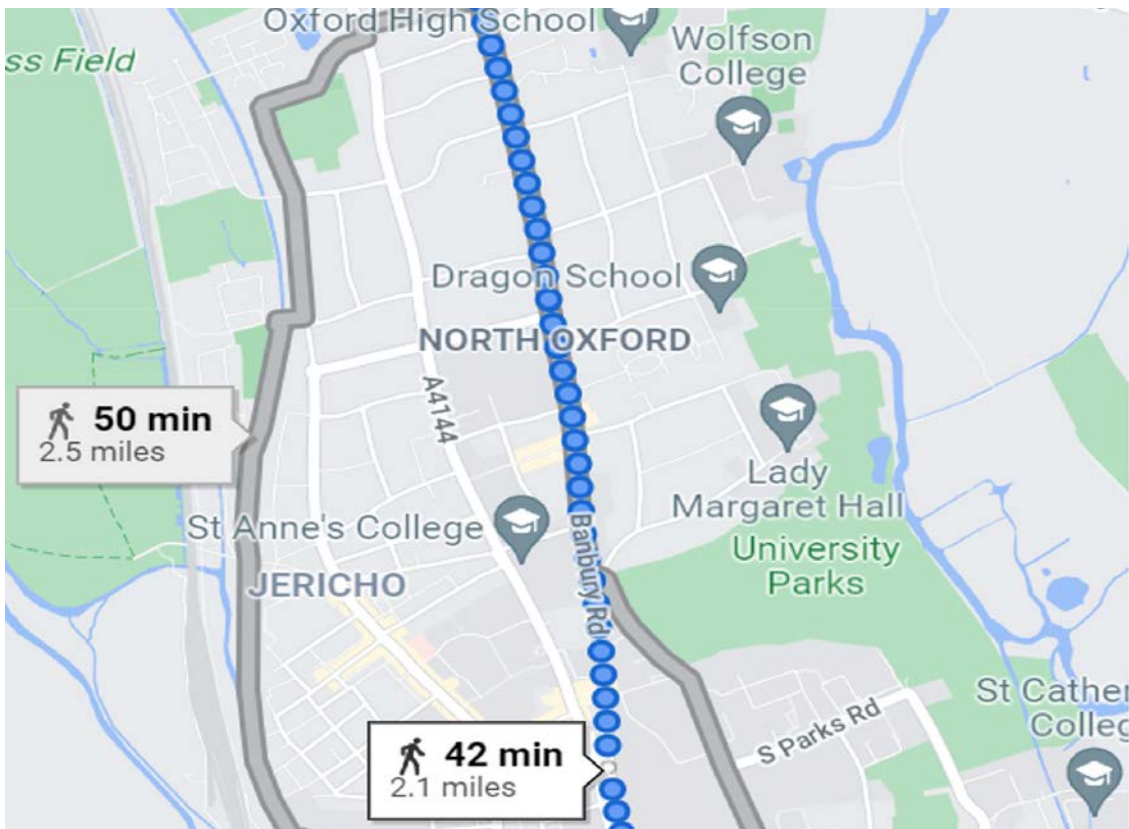 Oxford High School
Wolfson
College
ss Field
Dragon School
NORTH OXFORD
A4144
50 min
2.5 miles
Lady
Margaret Hall
St Anne's College
Banbury Rd
University
Parks
JERICHO
St Cather
Colleg
S Parks Rd
42 min
2.1 miles